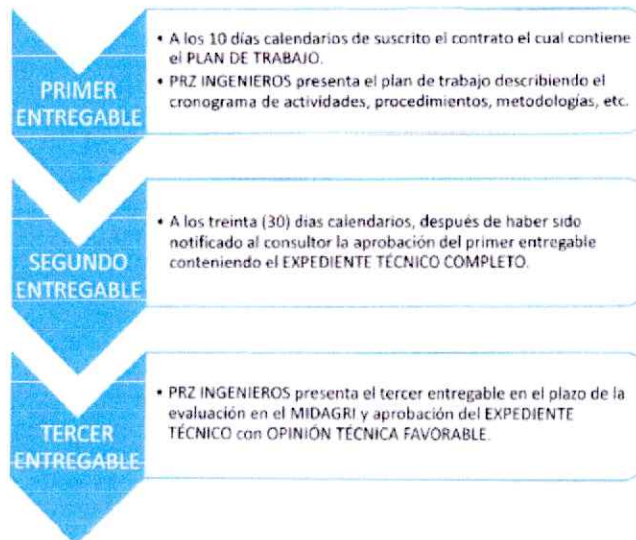 PRIMER
ENTREGABLE
• A los 10 días calendarios de suscrito el contrato el cual contiene
el PLAN DE TRABAJO.
• PRZ INGENIEROS presenta el plan de trabajo describiendo el
cronograma de actividades, procedimientos, metodologías, etc.
SEGUNDO
ENTREGABLE
• A los treinta (30) días calendarios, después de haber sido
notificado al consultor la aprobación del primer entregable
conteniendo el EXPEDIENTE TÉCNICO COMPLETO.
TERCER
ENTREGABLE
• PRZ INGENIEROS presenta el tercer entregable en el plazo de la
evaluación en el MIDAGRI y aprobación del EXPEDIENTE
TÉCNICO con OPINIÓN TÉCNICA FAVORABLE.